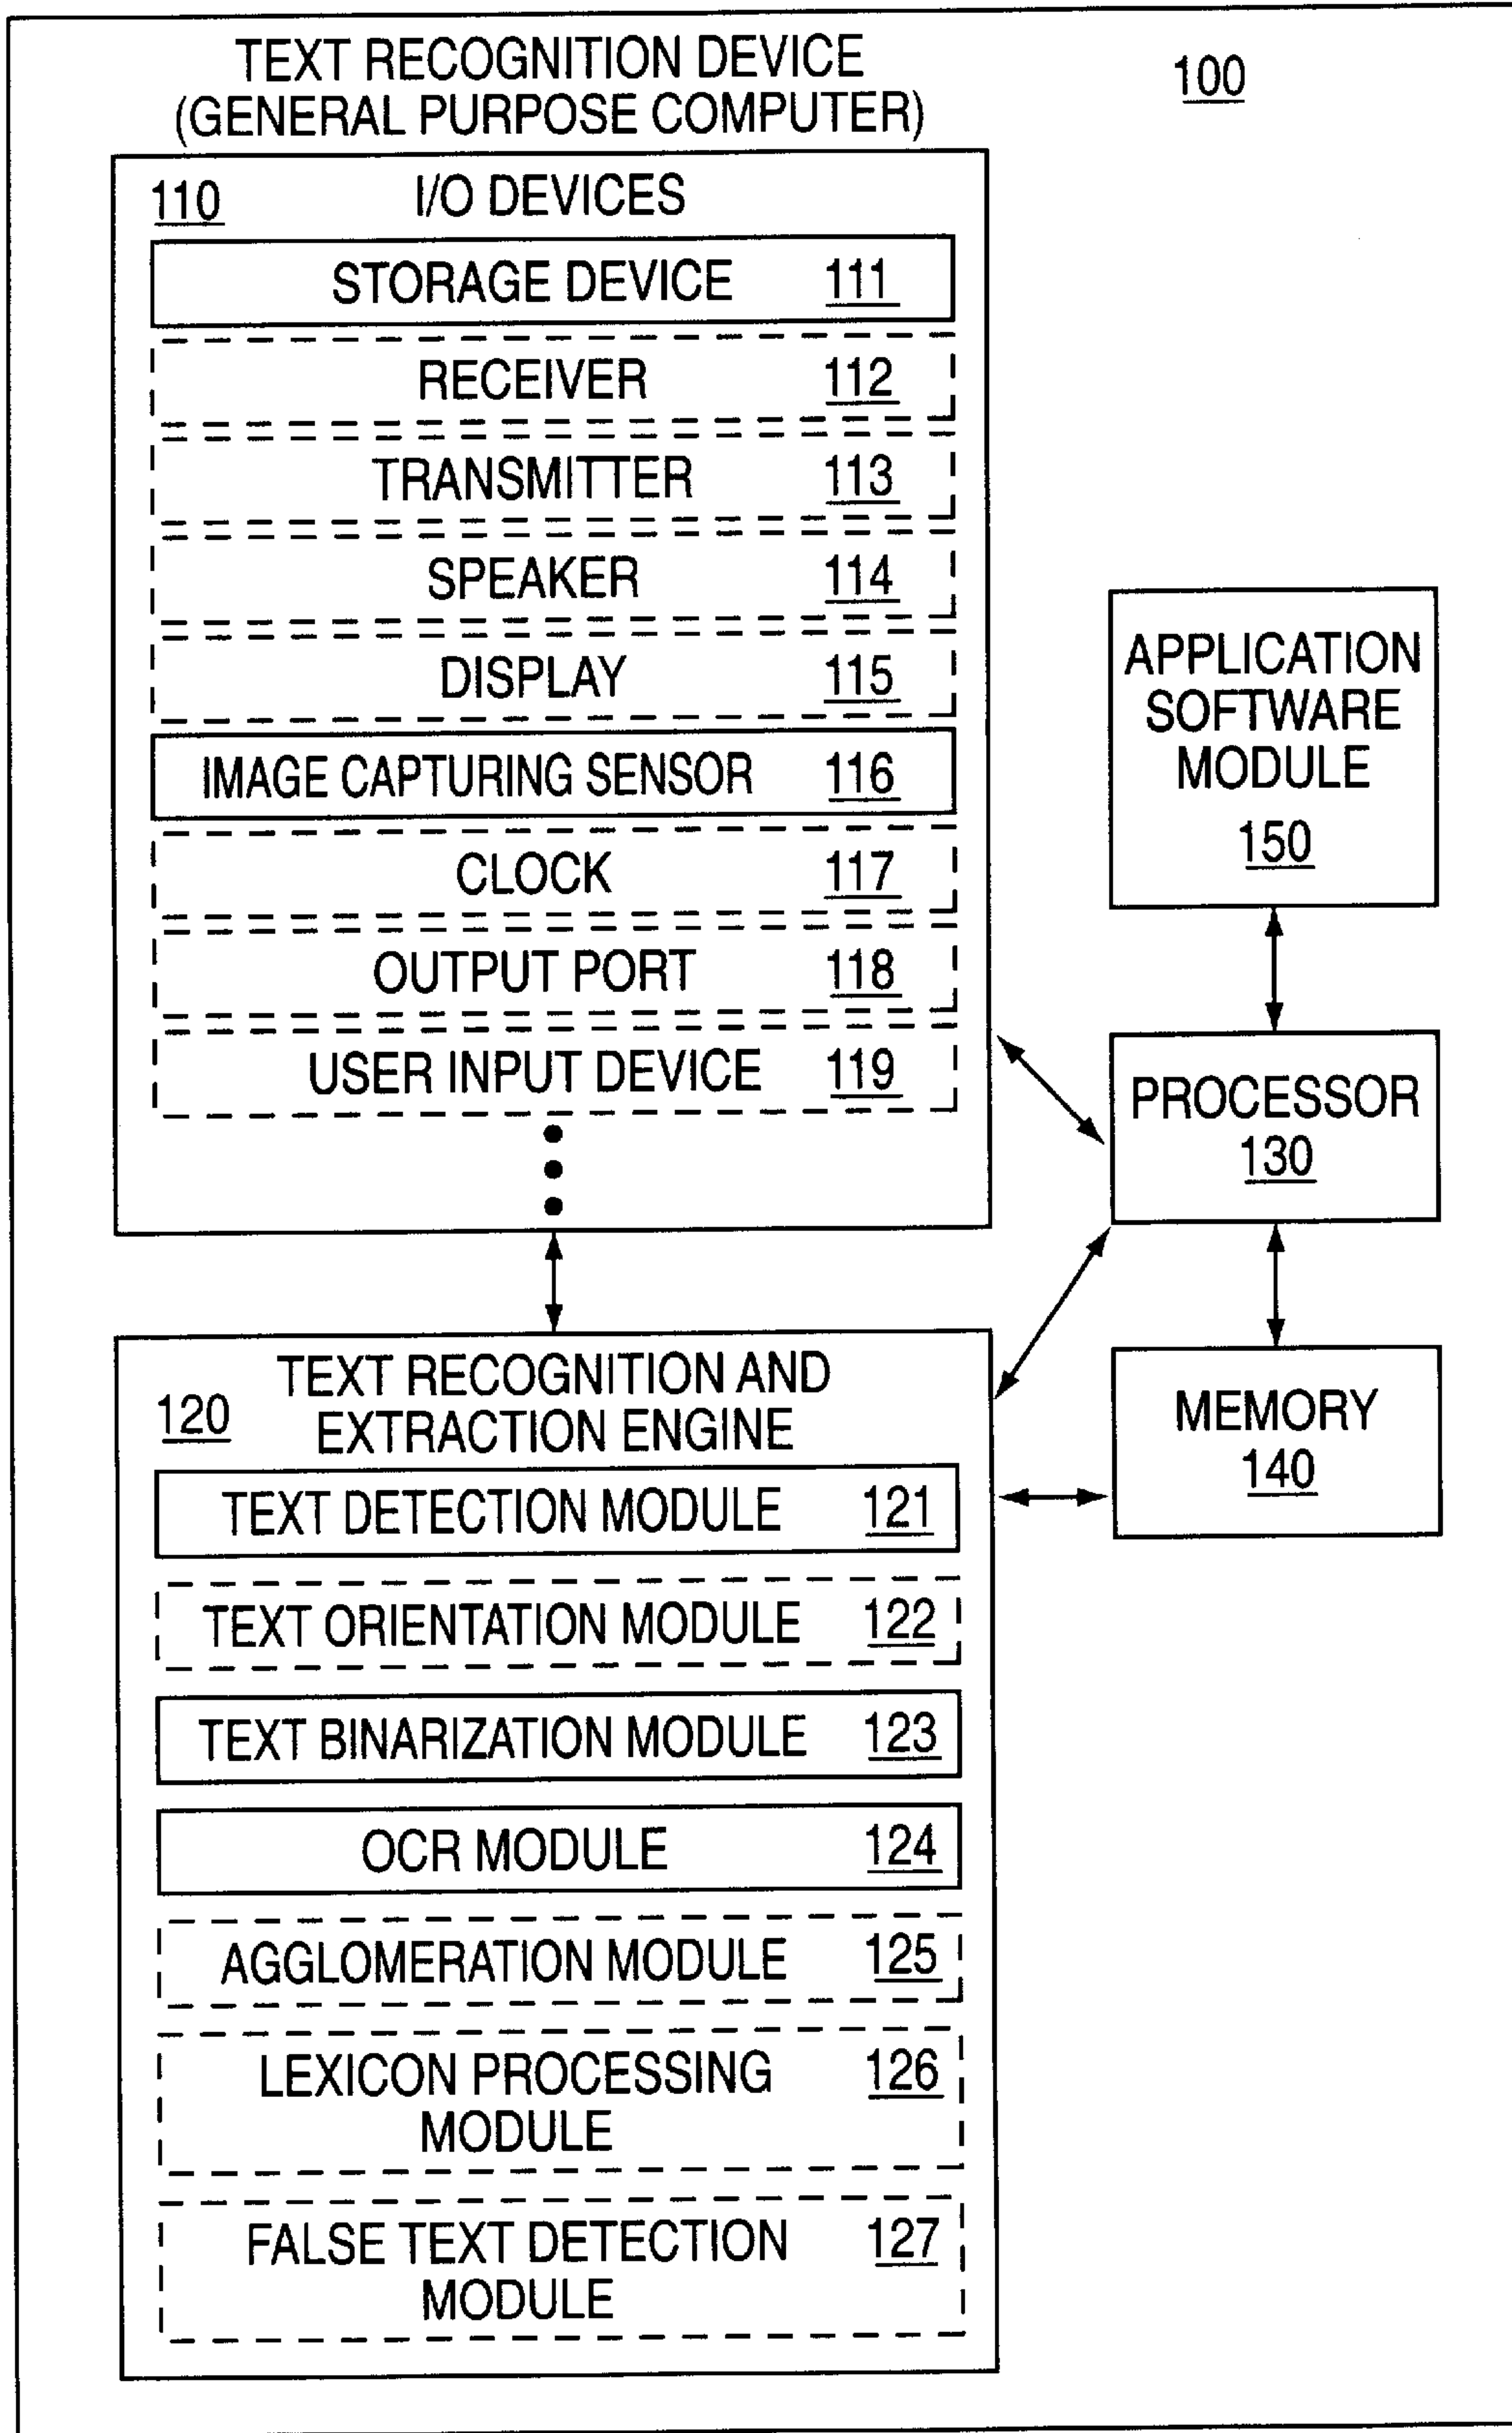 TEXT RECOGNITION DEVICE
(GENERAL PURPOSE COMPUTER)
100
110
I/O DEVICES
STORAGE DEVICE 111
RECEIVER 112
TRANSMITTER 113
SPEAKER 114
DISPLAY 115
IMAGE CAPTURING SENSOR 116
CLOCK 117
OUTPUT PORT 118
USER INPUT DEVICE 119
APPLICATION
SOFTWARE
MODULE
150
PROCESSOR
130
MEMORY
140
120
TEXT RECOGNITION AND
EXTRACTION ENGINE
TEXT DETECTION MODULE 121
TEXT ORIENTATION MODULE 122
TEXT BINARIZATION MODULE 123
OCR MODULE 124
AGGLOMERATION MODULE 125
LEXICON PROCESSING 126
MODULE
FALSE TEXT DETECTION 127
MODULE